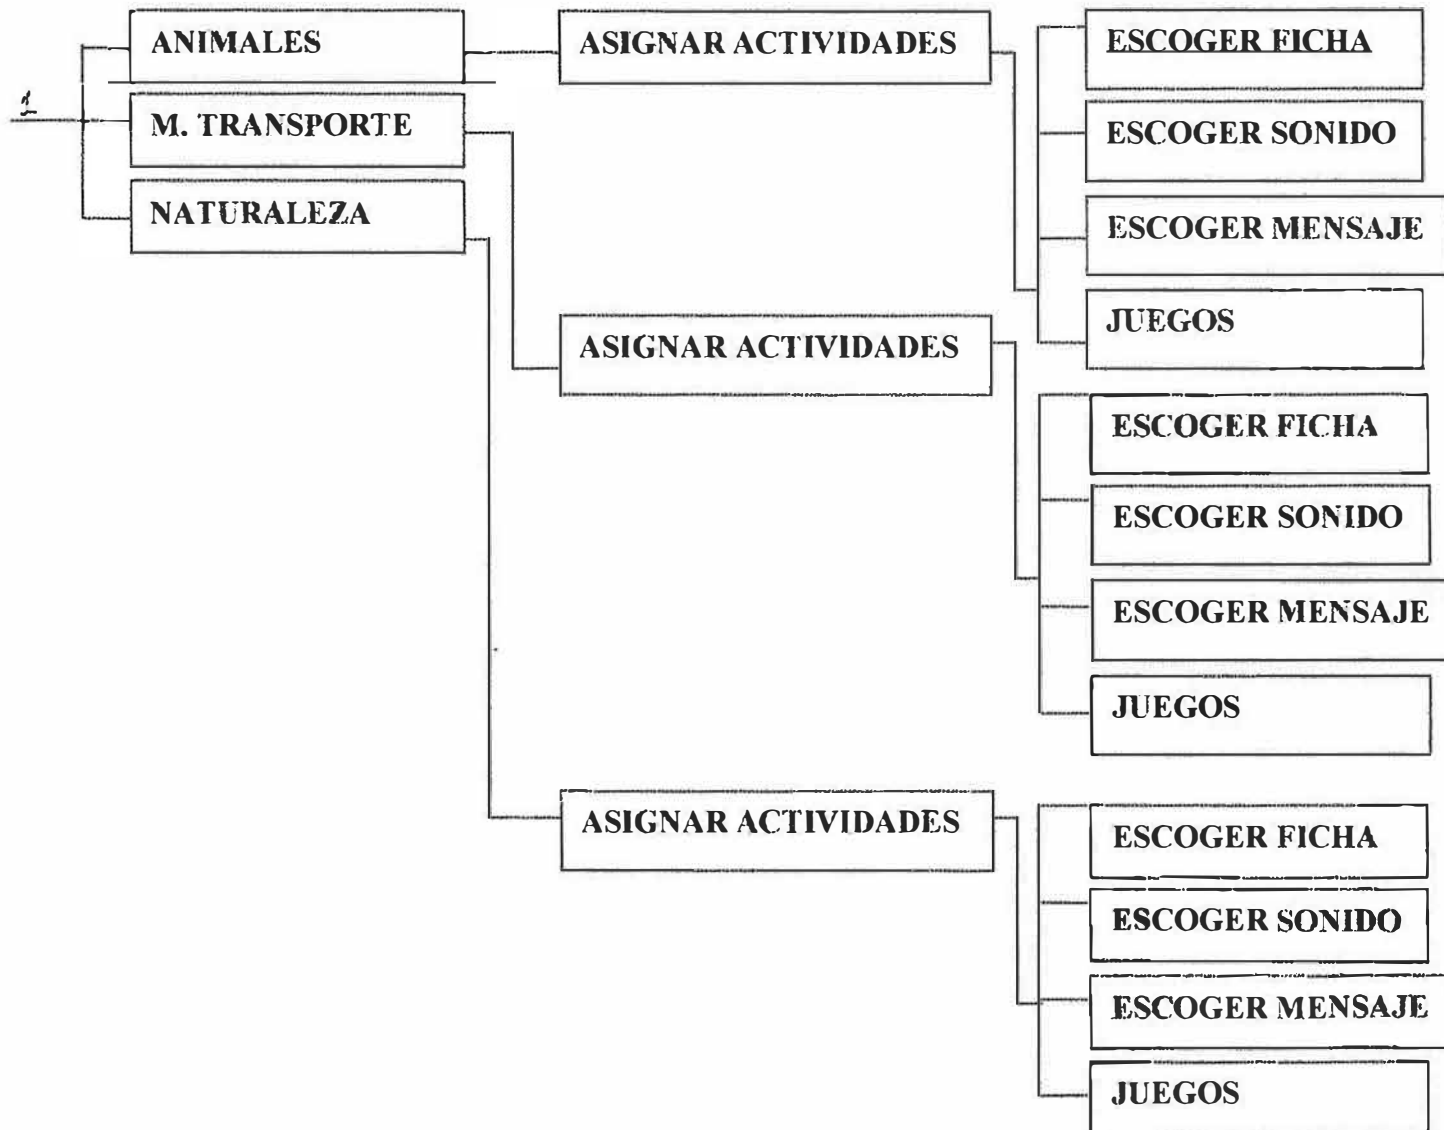 1
ANIMALES
M. TRANSPORTE
NATURALEZA
ASIGNAR ACTIVIDADES
ESCOGER FICHA
ESCOGER SONIDO
ESCOGER MENSAJE
JUEGOS
ASIGNAR ACTIVIDADES
ESCOGER FICHA
ESCOGER SONIDO
ESCOGER MENSAJE
JUEGOS
ASIGNAR ACTIVIDADES
ESCOGER FICHA
ESCOGER SONIDO
ESCOGER MENSAJE
JUEGOS